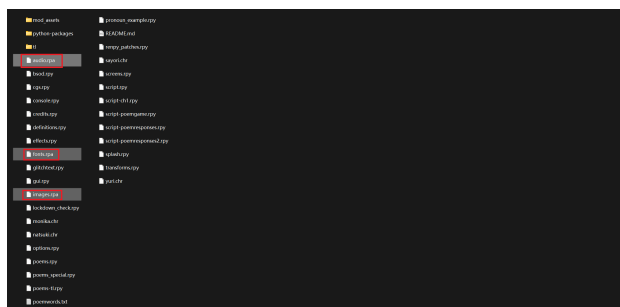 mod_assets
python-packages
tl
audio.rpa
bsod.rpy
cgs.rpy
console.rpy
credits.rpy
definitions.rpy
effects.rpy
fonts.rpa
glitchtext.rpy
gui.rpy
images.rpa
lockdown_check.rpy
monika.chr
natsuki.chr
options.rpy
poems.rpy
poems_special.rpy
poems-tl.rpy
poemwords.txt
pronoun_example.rpy
README.md
renpy_patches.rpy
sayori.chr
screens.rpy
script.rpy
script-ch1.rpy
script-poemgame.rpy
script-poemresponses.rpy
script-poemresponses2.rpy
splash.rpy
transforms.rpy
yuri.chr